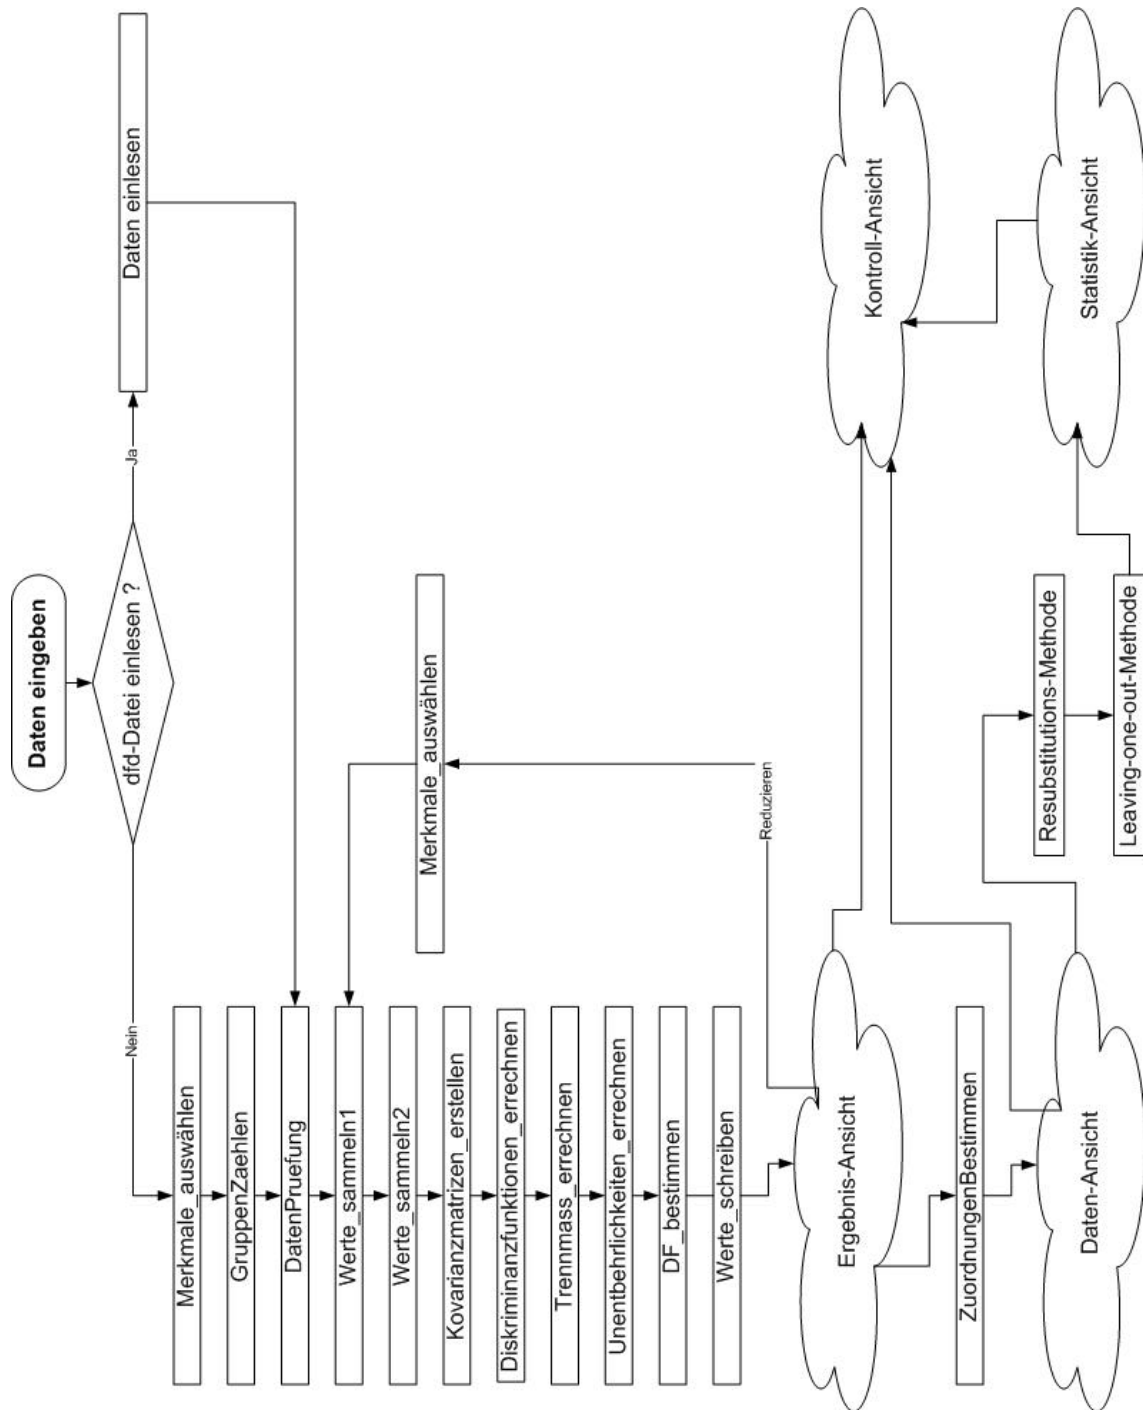 Daten eingeben
dfd-Datei einlesen ?
Ja
Nein
Daten einlesen
Merkmale_auswählen
GruppenZaehlen
DatenPruefung
Werte_sammeln1
Werte_sammeln2
Kovarianzmatrizen_erstellen
Diskriminanzfunktionen_errechnen
Trennmass_errechnen
Unentbehrlichkeiten_errechnen
DF_bestimmen
Werte_schreiben
Merkmale_auswählen
Reduzieren
Ergebnis-Ansicht
Kontroll-Ansicht
ZuordnungenBestimmen
Daten-Ansicht
Resubstitutions-Methode
Leaving-one-out-Methode
Statistik-Ansicht